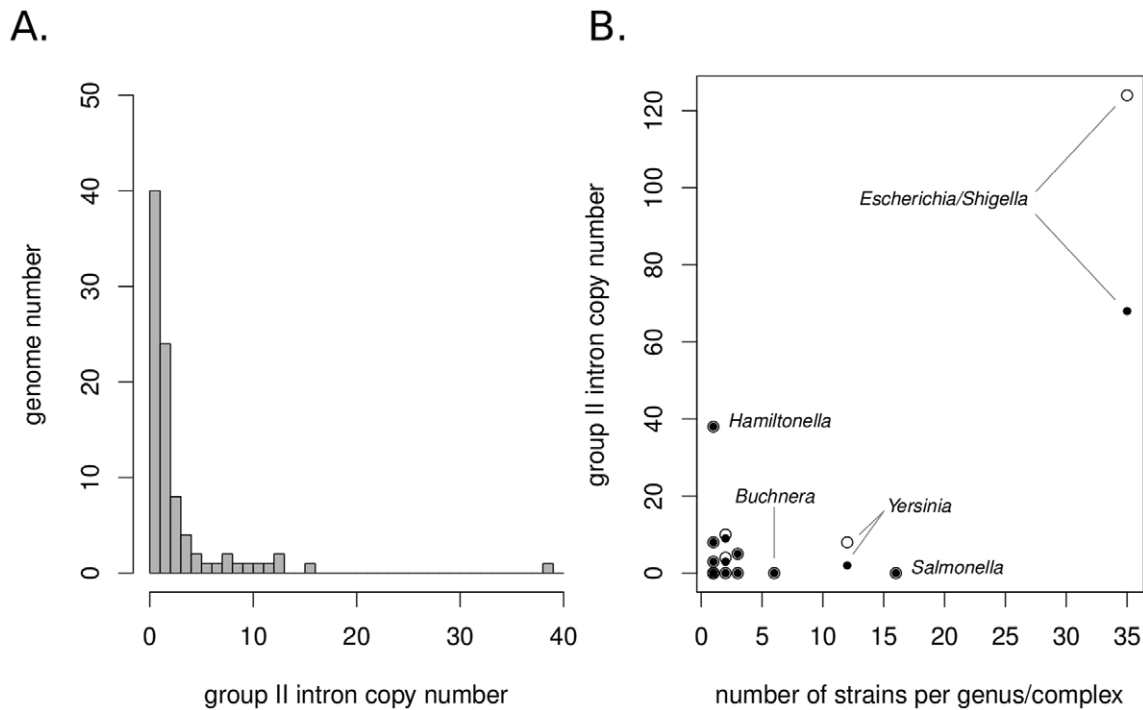 A.
50
40
30
20
10
0
genome number
0 10 20 30 40
group II intron copy number
B.
120
100
80
60
40
20
0
group II intron copy number
Escherichia/Shigella
Hamiltonella
Buchnera
Yersinia
Salmonella
0 5 10 15 20 25 30 35
number of strains per genus/complex